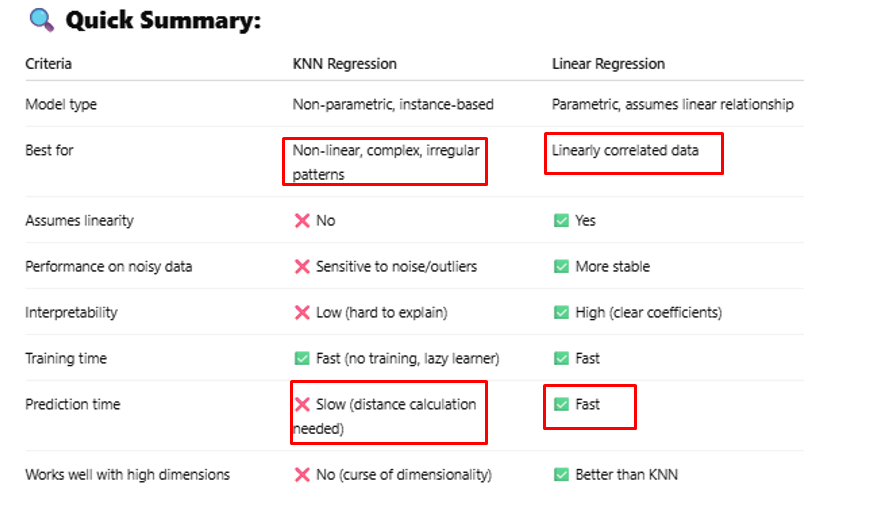 🔍 Quick Summary:
Criteria KNN Regression Linear Regression
Model type Non-parametric, instance-based Parametric, assumes linear relationship
Best for Non-linear, complex, irregular Linearly correlated data
patterns
Assumes linearity ❌ No ✅ Yes
Performance on noisy data ❌ Sensitive to noise/outliers ✅ More stable
Interpretability ❌ Low (hard to explain) ✅ High (clear coefficients)
Training time ✅ Fast (no training, lazy learner) ✅ Fast
Prediction time ❌ Slow (distance calculation ✅ Fast
needed)
Works well with high dimensions ❌ No (curse of dimensionality) ✅ Better than KNN